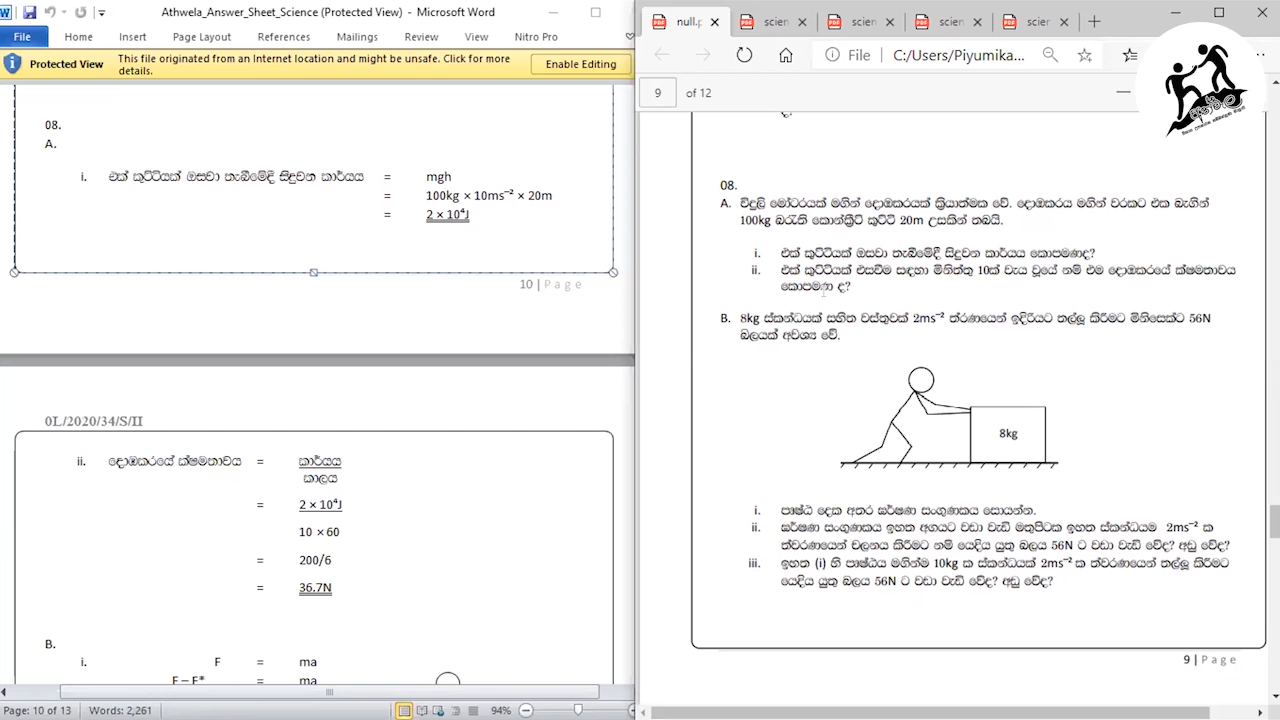 Athwela_Answer_Sheet_Science (Protected View) - Microsoft Word
File Home Insert Page Layout References Mailings Review View Nitro Pro
Protected View This file originated from an Internet location and might be unsafe. Click for more details. Enable Editing
08.
A.
i. එක් කුට්ටියක් ඔසවා තැබීමේදී සිදුවන කාර්යය = mgh
= 100kg × 10ms⁻² × 20m
= 2 × 10⁴J
10 | Page
0L/2020/34/S/II
ii. දොඹකරයේ ක්ෂමතාවය = කාර්යය
කාලය
= 2 × 10⁴J
10 × 60
= 200/6
= 36.7N
B.
i. F = ma
F – F* = ma
Page: 10 of 13 Words: 2,261 94%
null.p scien scien scien scier
File C:/Users/Piyumika...
9 of 12
08.
A. විදුලි මෝටරයක් මගින් දොඹකරයක් ක්‍රියාත්මක වේ. දොඹකරය මගින් වරකට එක බැගින්
100kg බරැති කොන්ක්‍රීට් කුට්ටි 20m උසකින් තබයි.
i. එක් කුට්ටියක් ඔසවා තැබීමේදී සිදුවන කාර්යය කොපමණද?
ii. එක් කුට්ටියක් එසවීම සඳහා මිනිත්තු 10ක් වැය වූයේ නම් එම දොඹකරයේ ක්ෂමතාවය
කොපමණ ද?
B. 8kg ස්කන්ධයක් සහිත වස්තුවක් 2ms⁻² ත්රණයෙන් ඉදිරියට තල්ලු කිරීමට මිනිසෙක්ට 56N
බලයක් අවශ්‍ය වේ.
8kg
i. පෘෂ්ඨ දෙක අතර ඝර්ෂණ සංගුණකය සොයන්න.
ii. ඝර්ෂණ සංගුණකය ඉහත අගයට වඩා වැඩි මතුපිටක ඉහත ස්කන්ධයම 2ms⁻² ක
ත්වරණයෙන් චලනය කිරීමට නම් යෙදිය යුතු බලය 56N ට වඩා වැඩි වේද? අඩු වේද?
iii. ඉහත (i) හි පෘෂ්ඨය මගින්ම 10kg ක ස්කන්ධයක් 2ms⁻² ක ත්වරණයෙන් තල්ලු කිරීමට
යෙදිය යුතු බලය 56N ට වඩා වැඩි වේද? අඩු වේද?
9 | Page